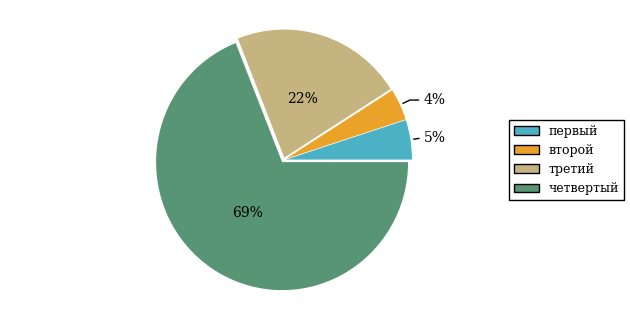 22%
4%
5%
69%
первый
второй
третий
четвертый